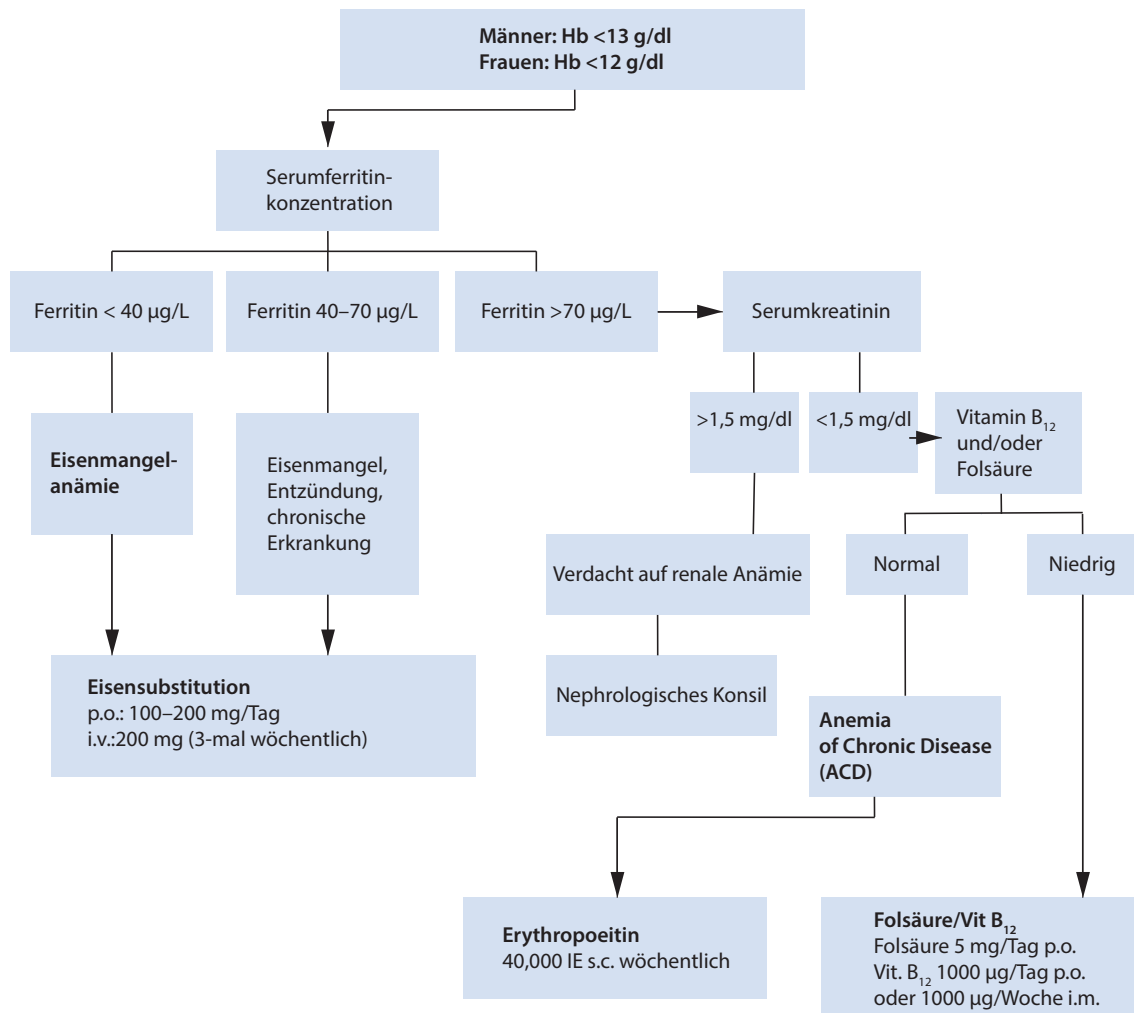 Männer: Hb <13 g/dl
Frauen: Hb <12 g/dl
Serumferritin-
konzentration
Ferritin < 40 µg/L
Ferritin 40–70 µg/L
Ferritin >70 µg/L
Serumkreatinin
>1,5 mg/dl
<1,5 mg/dl
Vitamin B₁₂
und/oder
Folsäure
Eisenmangel-
anämie
Eisenmangel,
Entzündung,
chronische
Erkrankung
Verdacht auf renale Anämie
Normal
Niedrig
Eisensubstitution
p.o.: 100–200 mg/Tag
i.v.:200 mg (3-mal wöchentlich)
Nephrologisches Konsil
Anemia
of Chronic Disease
(ACD)
Erythropoeitin
40,000 IE s.c. wöchentlich
Folsäure/Vit B₁₂
Folsäure 5 mg/Tag p.o.
Vit. B₁₂ 1000 µg/Tag p.o.
oder 1000 µg/Woche i.m.